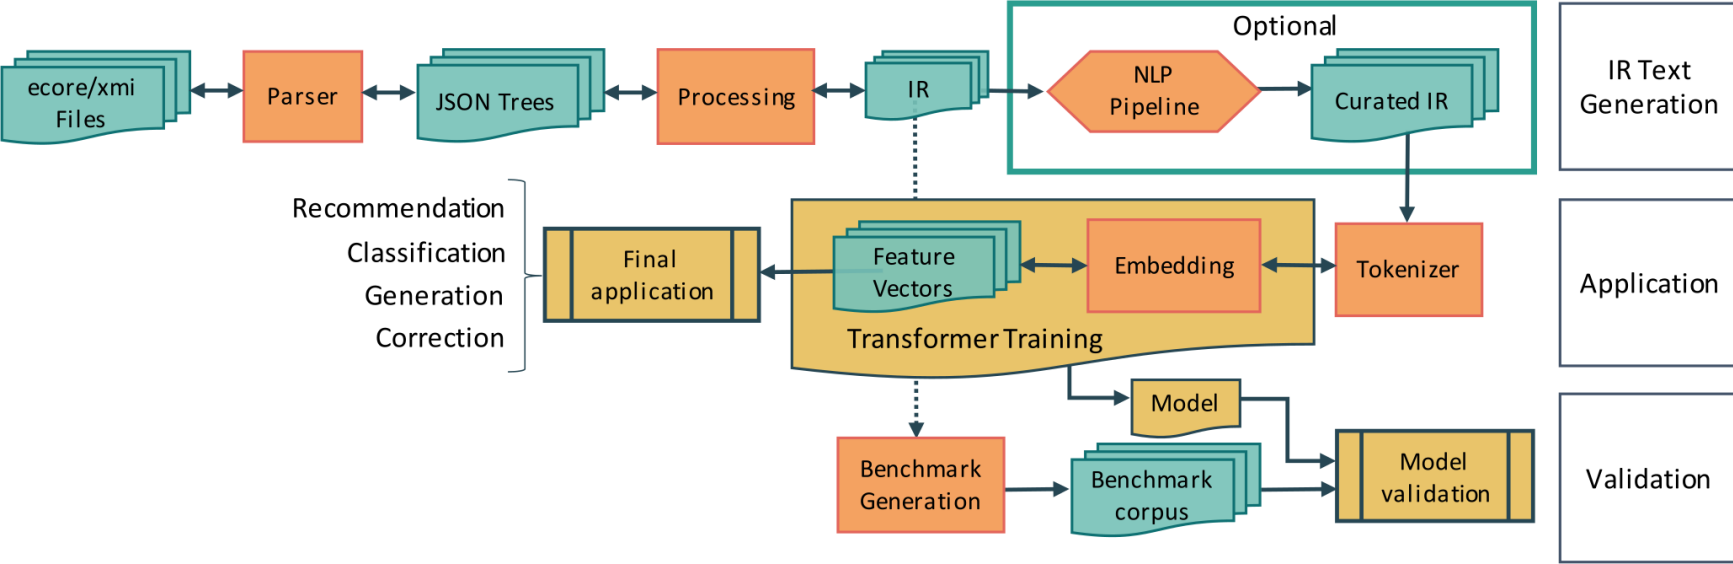 Optional
ecore/xmi
Files
Parser
JSON Trees
Processing
IR
NLP
Pipeline
Curated IR
IR Text
Generation
Recommendation
Classification
Generation
Correction
Final
application
Feature
Vectors
Embedding
Tokenizer
Transformer Training
Application
Model
Benchmark
Generation
Benchmark
corpus
Model
validation
Validation